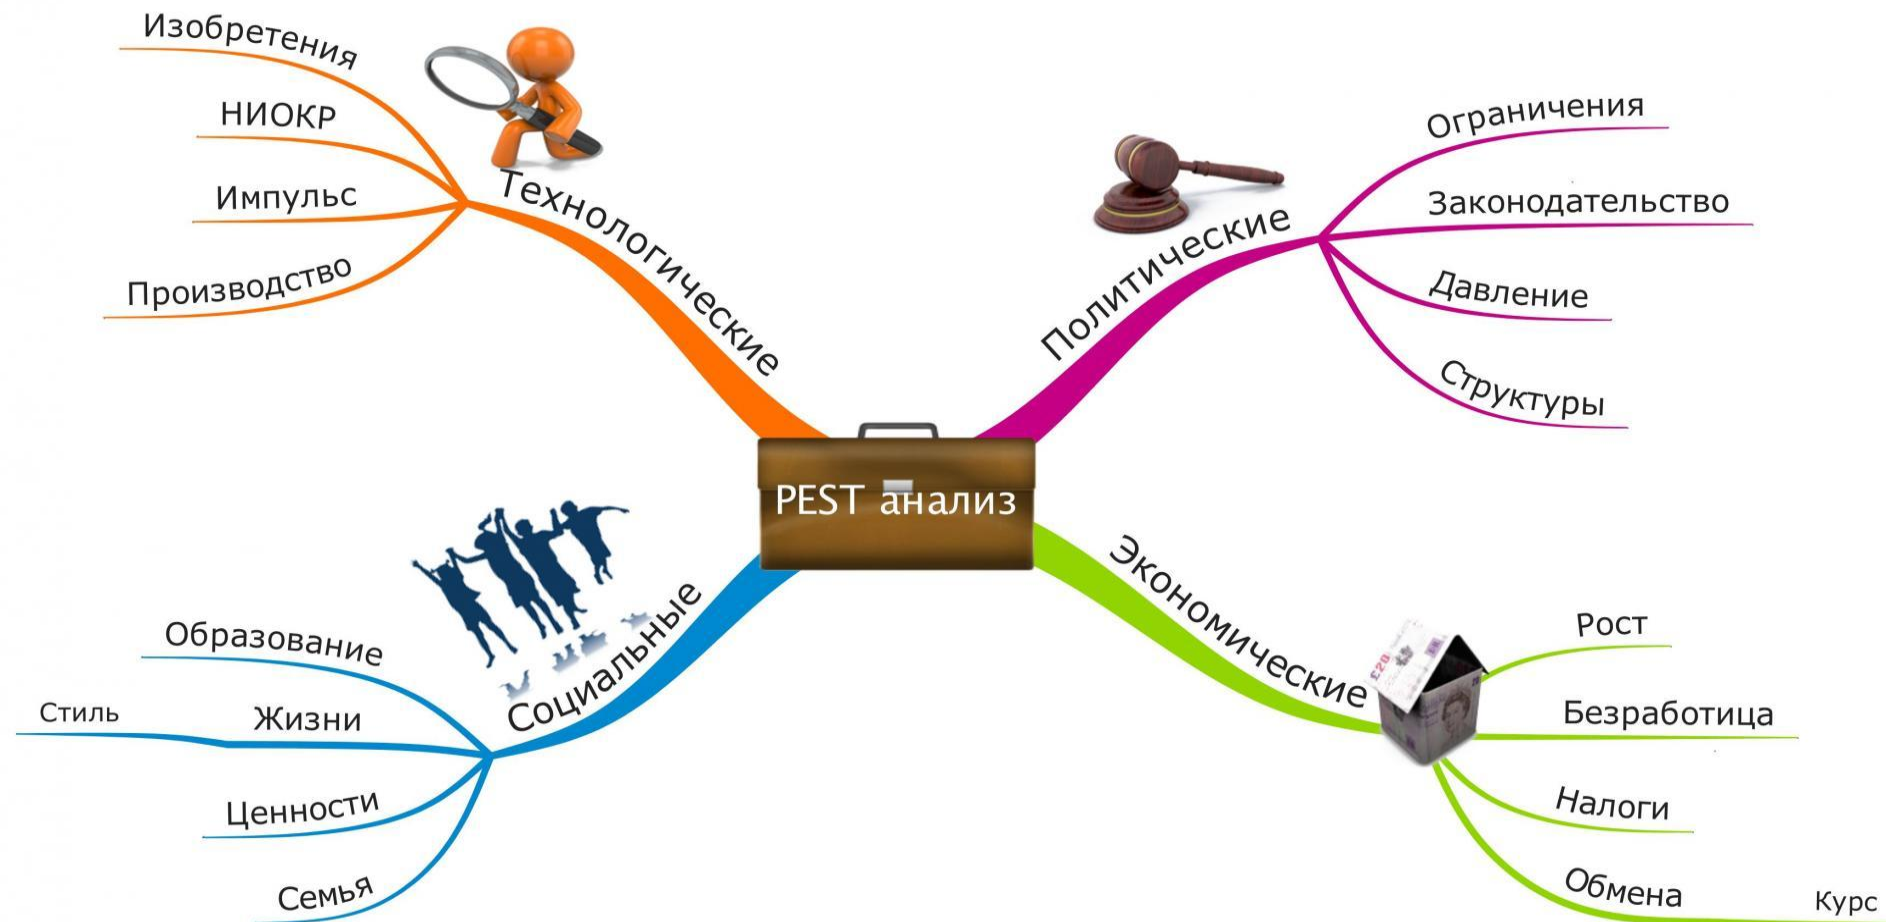 PEST анализ
Технологические
Изобретения
НИОКР
Импульс
Производство
Политические
Ограничения
Законодательство
Давление
Структуры
Социальные
Образование
Жизни
Стиль
Ценности
Семья
Экономические
£20
Рост
Безработица
Налоги
Обмена
Курс